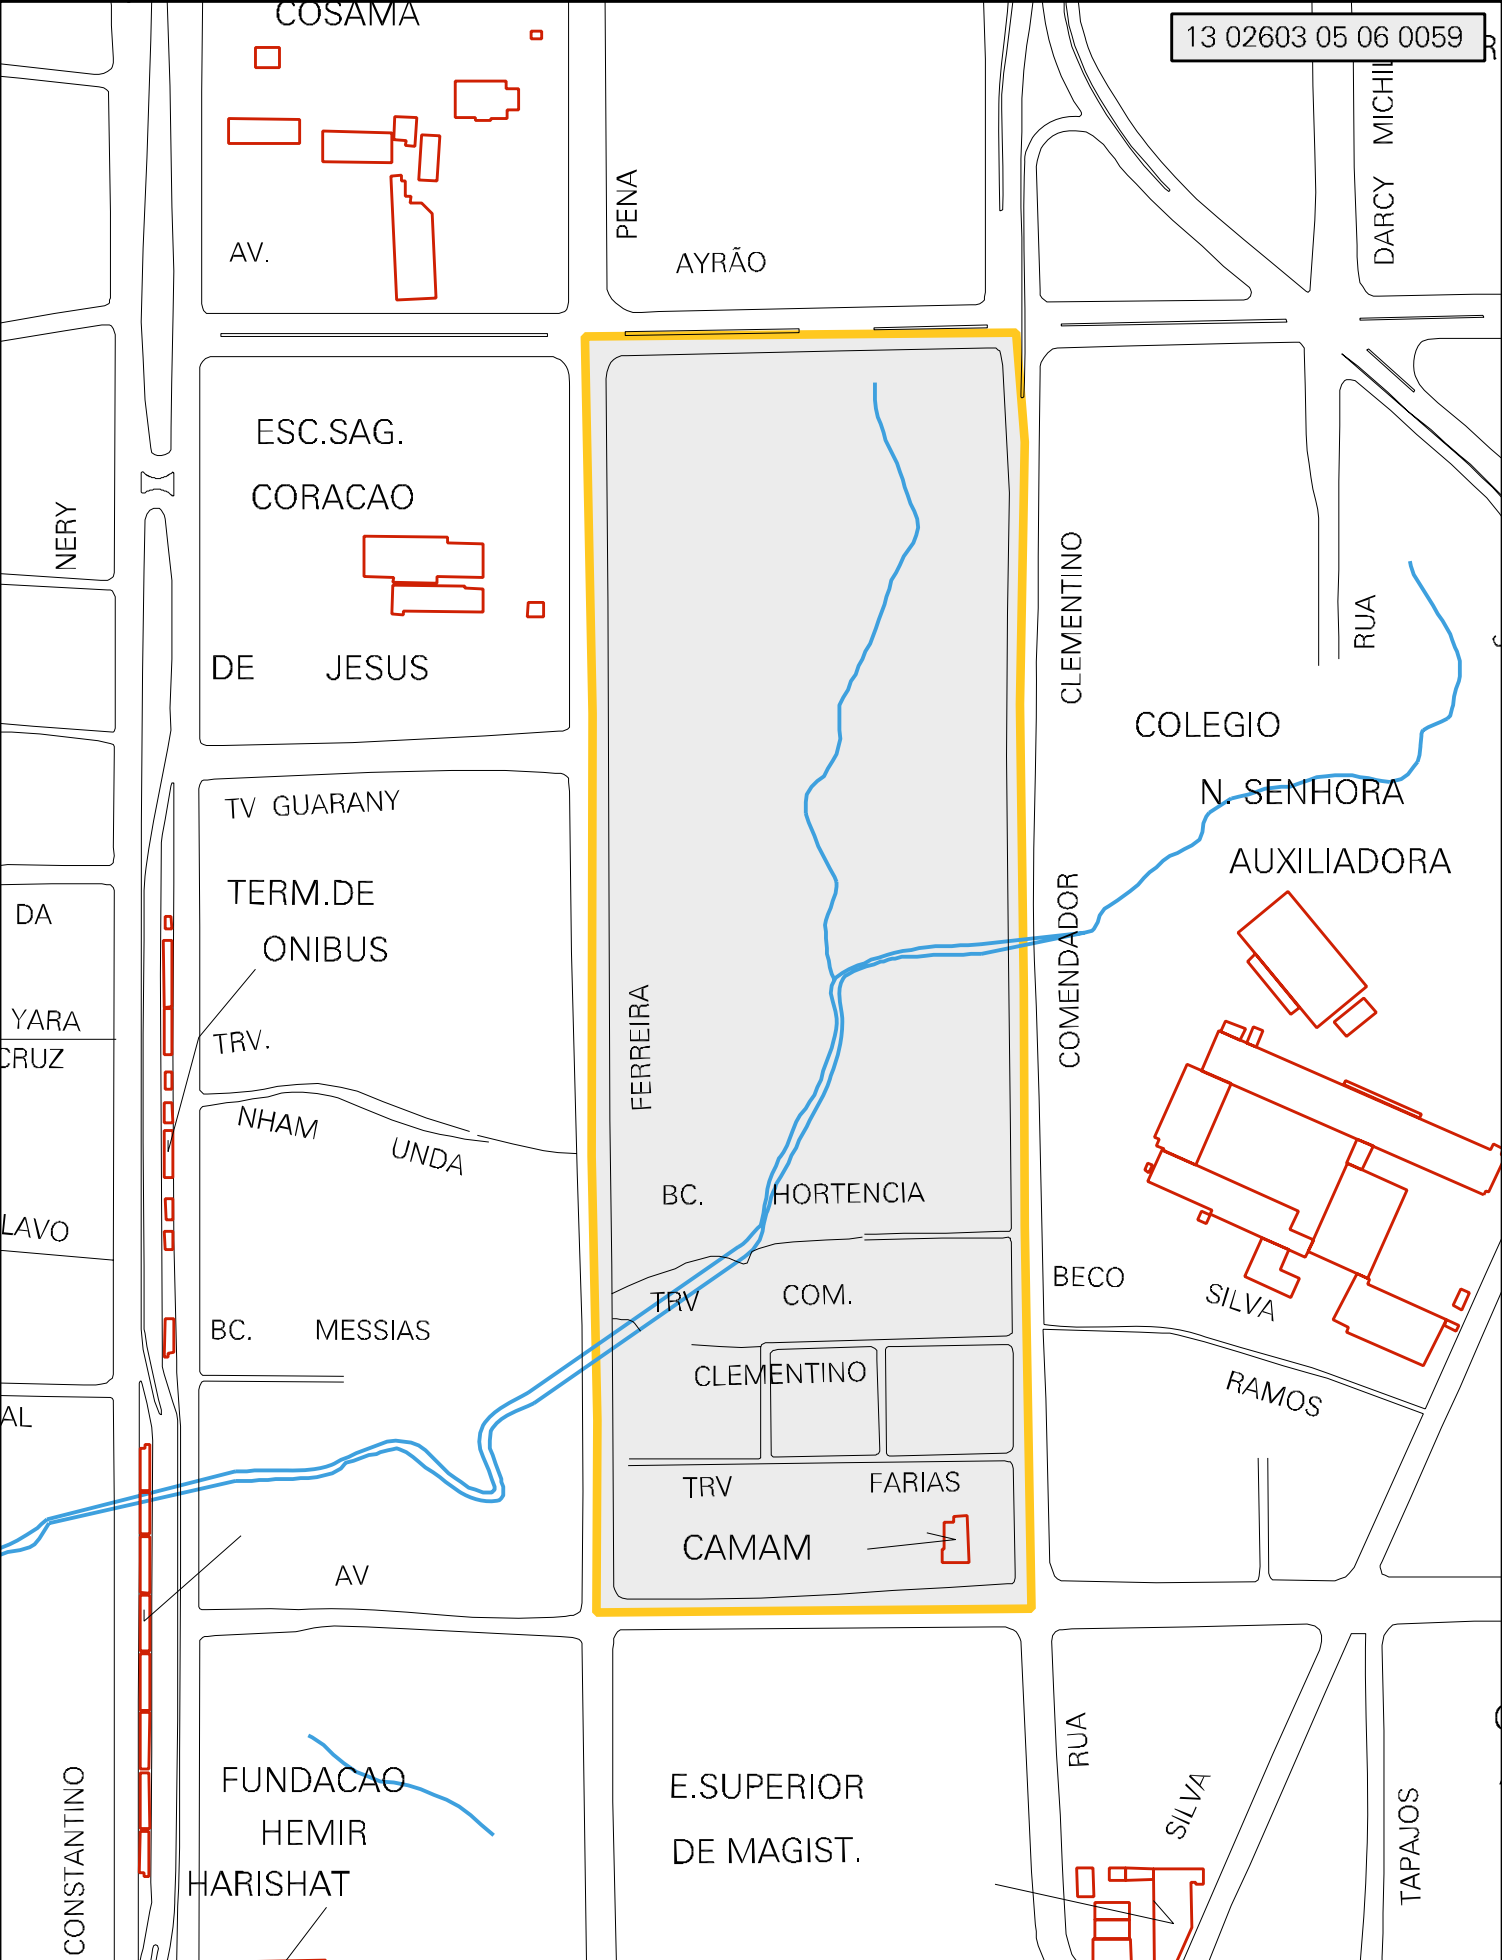 COSAMA
13 02603 05 06 0059
DARCY MICHIL
PENA
AV.
AYRÃO
ESC.SAG.
CORACAO
DE JESUS
NERY
CLEMENTINO
RUA
COLEGIO
N. SENHORA
AUXILIADORA
TV GUARANY
TERM.DE
ONIBUS
DA
YARA
CRUZ
TRV.
NHAM
UNDA
FERREIRA
COMENDADOR
BC. HORTENCIA
LAVO
BECO
SILVA
RAMOS
TRV COM.
CLEMENTINO
BC. MESSIAS
AL
TRV FARIAS
CAMAM
AV
FUNDACAO
HEMIR
HARISHAT
CONSTANTINO
E.SUPERIOR
DE MAGIST.
RUA
SILVA
TAPAJOS